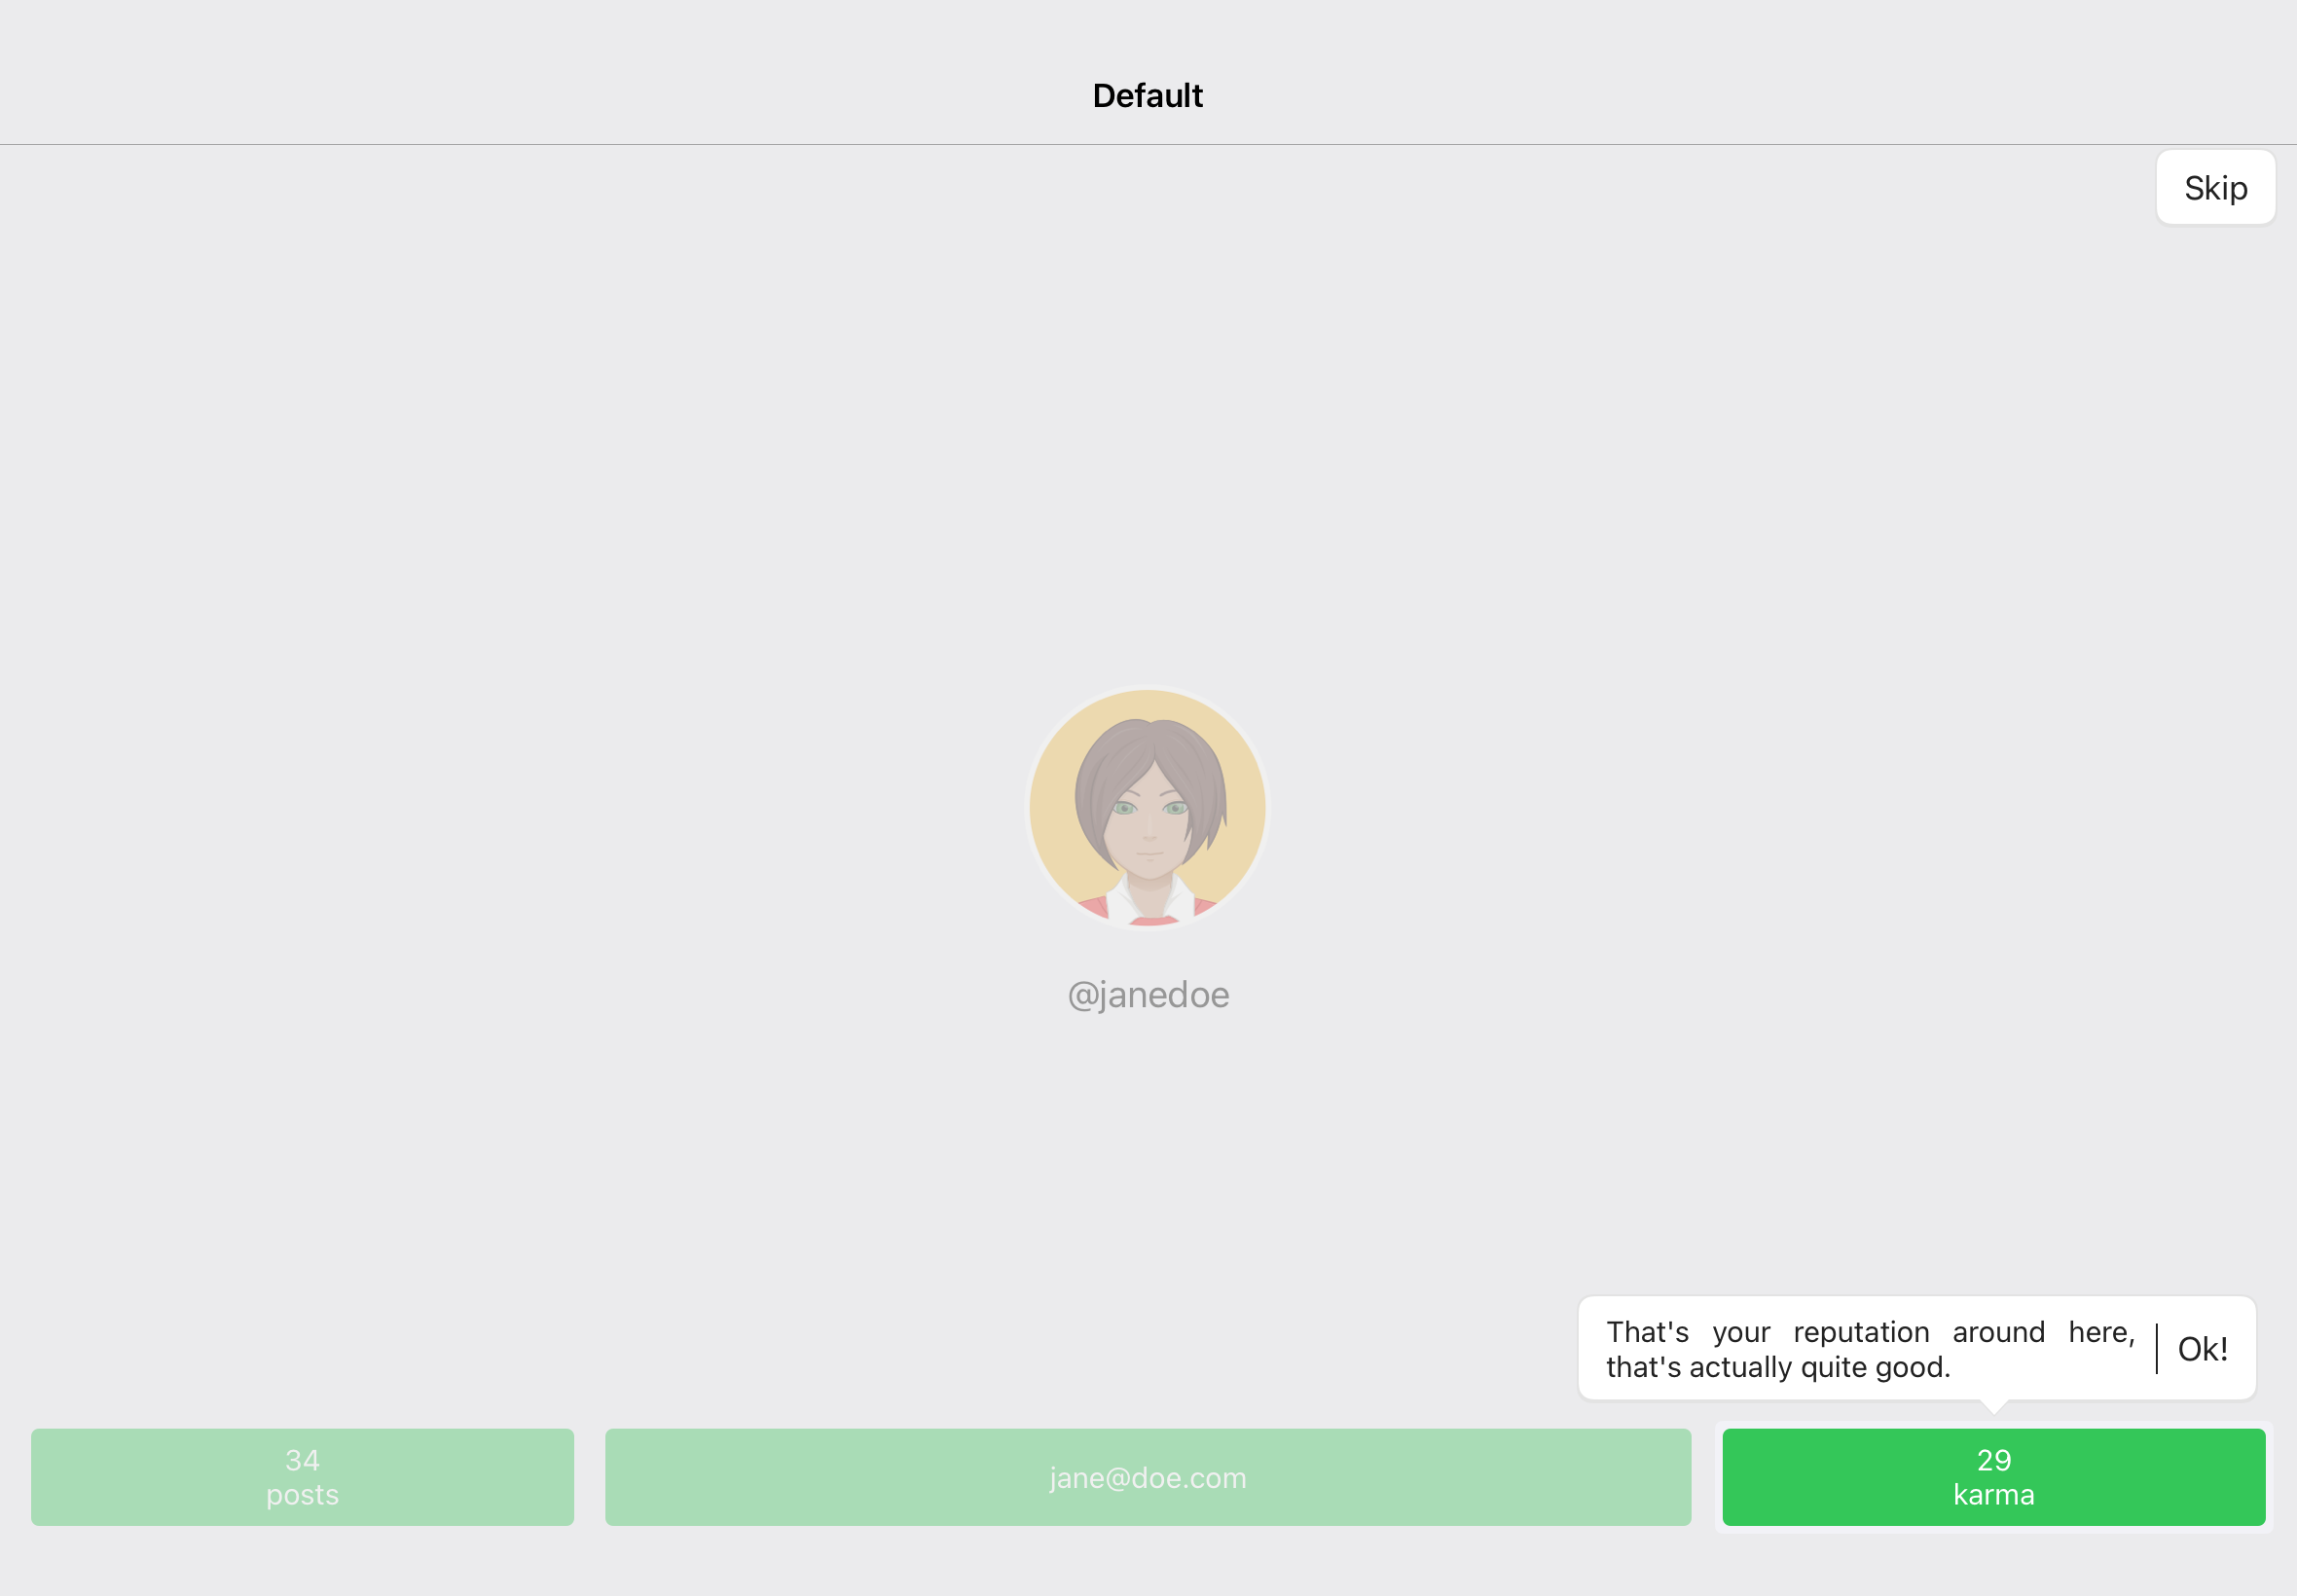 Default
Skip
@janedoe
That's your reputation around here,
that's actually quite good.
Ok!
34
posts
jane@doe.com
29
karma